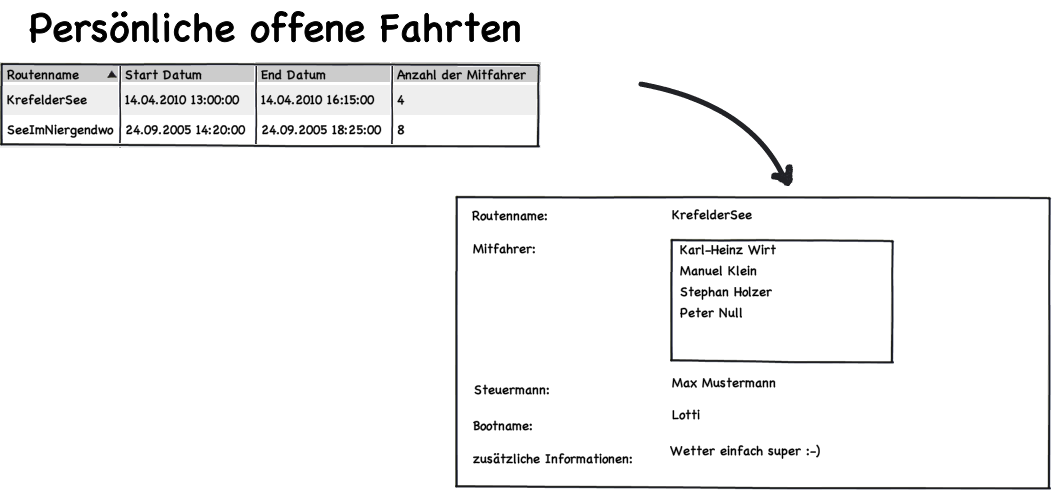 Persönliche offene Fahrten
Routenname Start Datum End Datum Anzahl der Mitfahrer
KrefelderSee 14.04.2010 13:00:00 14.04.2010 16:15:00 4
SeeImNiergendwo 24.09.2005 14:20:00 24.09.2005 18:25:00 8
Routenname: KrefelderSee
Mitfahrer: Karl-Heinz Wirt
Manuel Klein
Stephan Holzer
Peter Null
Steuermann: Max Mustermann
Bootname: Lotti
zusätzliche Informationen: Wetter einfach super :-)